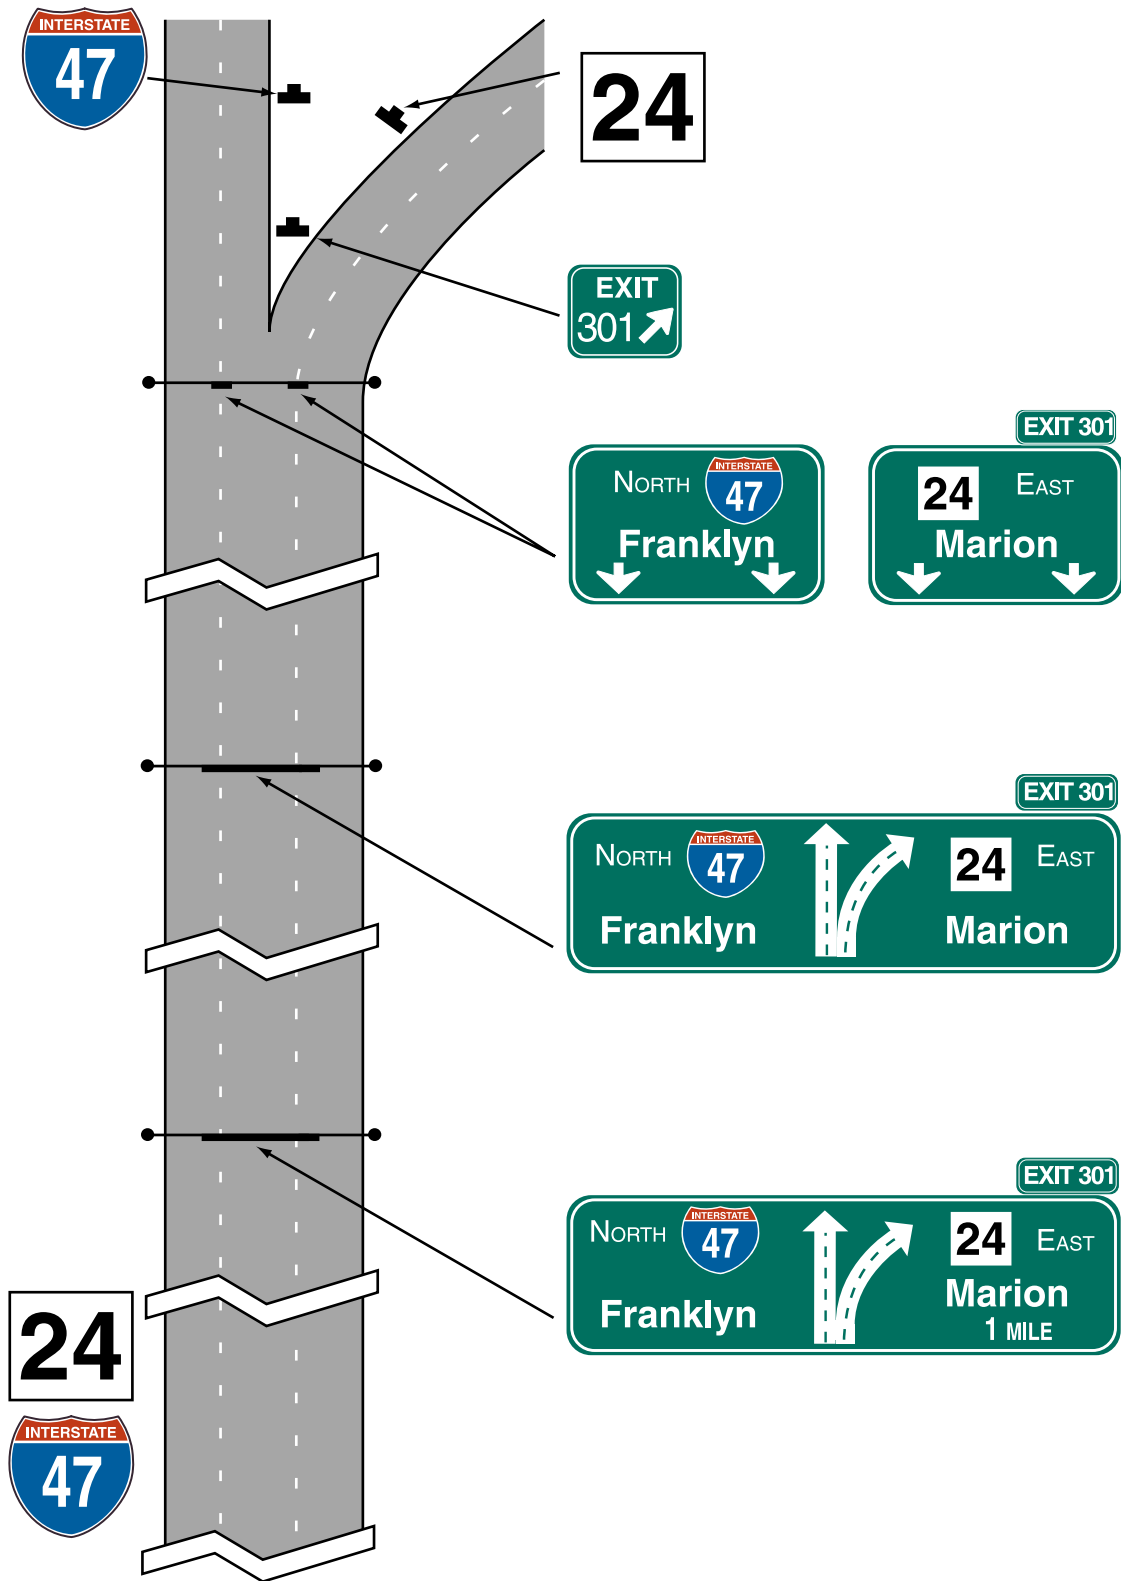 INTERSTATE
47
24
EXIT
301
EXIT 301
NORTH
INTERSTATE
47
Franklyn
24
EAST
Marion
EXIT 301
NORTH
INTERSTATE
47
24
EAST
Franklyn
Marion
EXIT 301
NORTH
INTERSTATE
47
24
EAST
Franklyn
Marion
1 MILE
24
INTERSTATE
47